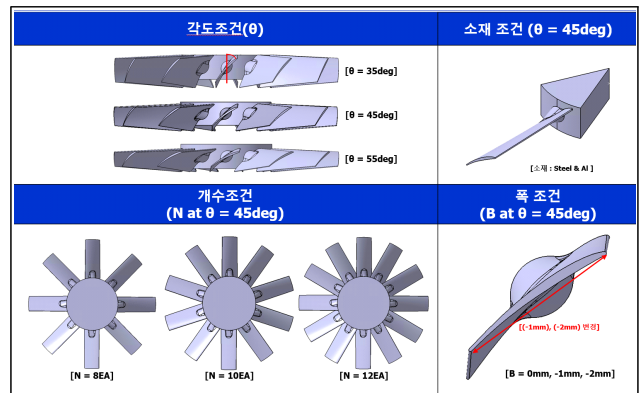 각도조건(θ)
소재 조건 (θ = 45deg)
[θ = 35deg]
[θ = 45deg]
[θ = 55deg]
[소재 : Steel & Al ]
개수조건
(N at θ = 45deg)
폭 조건
(B at θ = 45deg)
[(-1mm), (-2mm) 변경]
[N = 8EA]
[N = 10EA]
[N = 12EA]
[B = 0mm, -1mm, -2mm]